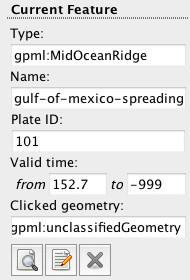 Current Feature
Type:
gpml:MidOceanRidge
Name:
gulf-of-mexico-spreading
Plate ID:
101
Valid time:
from 152.7 to -999
Clicked geometry:
gpml:unclassifiedGeometry